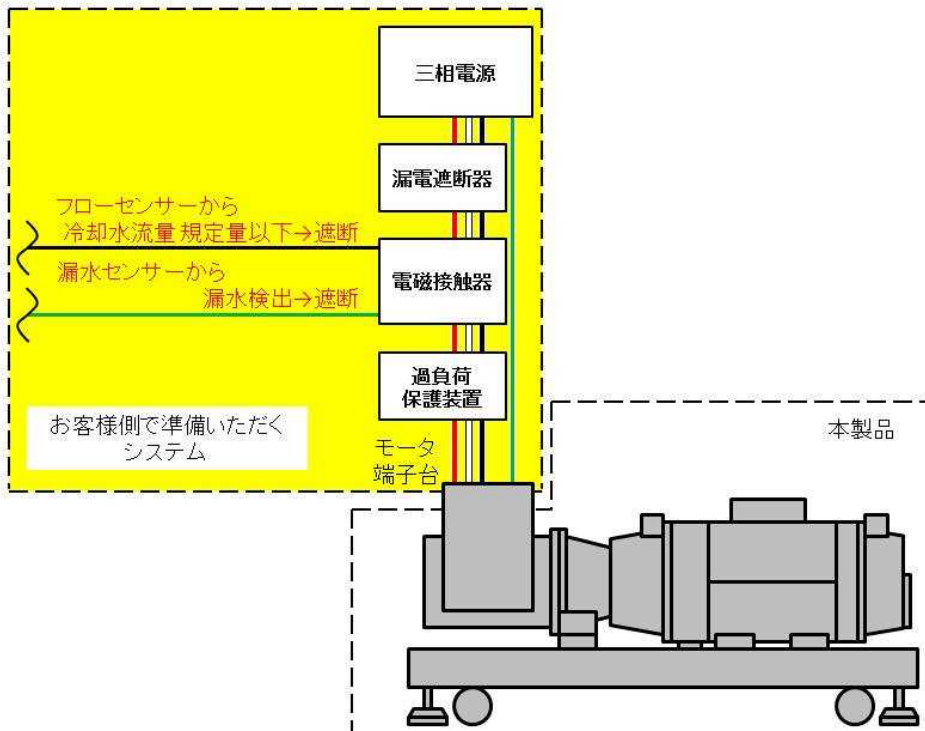 三相電源
漏電遮断器
フローセンサーから
冷却水流量 規定量以下→遮断
漏水センサーから
漏水検出→遮断
電磁接触器
過負荷
保護装置
お客様側で準備いただく
システム
モータ
端子台
本製品